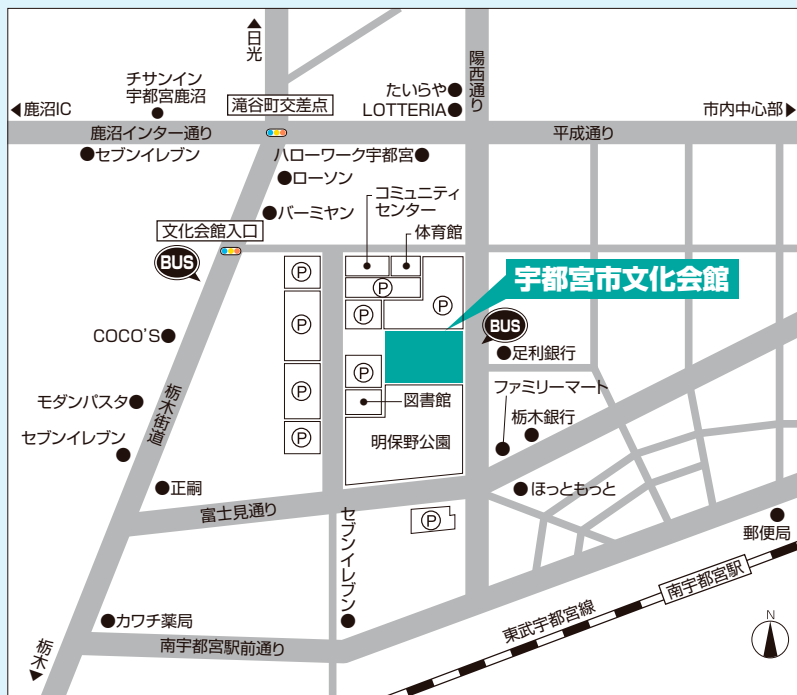 ▲日光
陽西通り
チサンイン
宇都宮鹿沼
たいらや
LOTTERIA
◀鹿沼IC
滝谷町交差点
市内中心部▶
鹿沼インター通り
平成通り
セブンイレブン
ハローワーク宇都宮
ローソン
コミュニティ
センター
バーミヤン
体育館
文化会館入口
BUS
P
P
P
宇都宮市文化会館
P
P
BUS
COCO'S
足利銀行
P
P
ファミリーマート
栃木街道
モダンパスタ
図書館
栃木銀行
セブンイレブン
P
明保野公園
正嗣
ほっともっと
富士見通り
セブンイレブン
P
郵便局
南宇都宮駅
カワチ薬局
東武宇都宮線
南宇都宮駅前通り
栃木▼
N